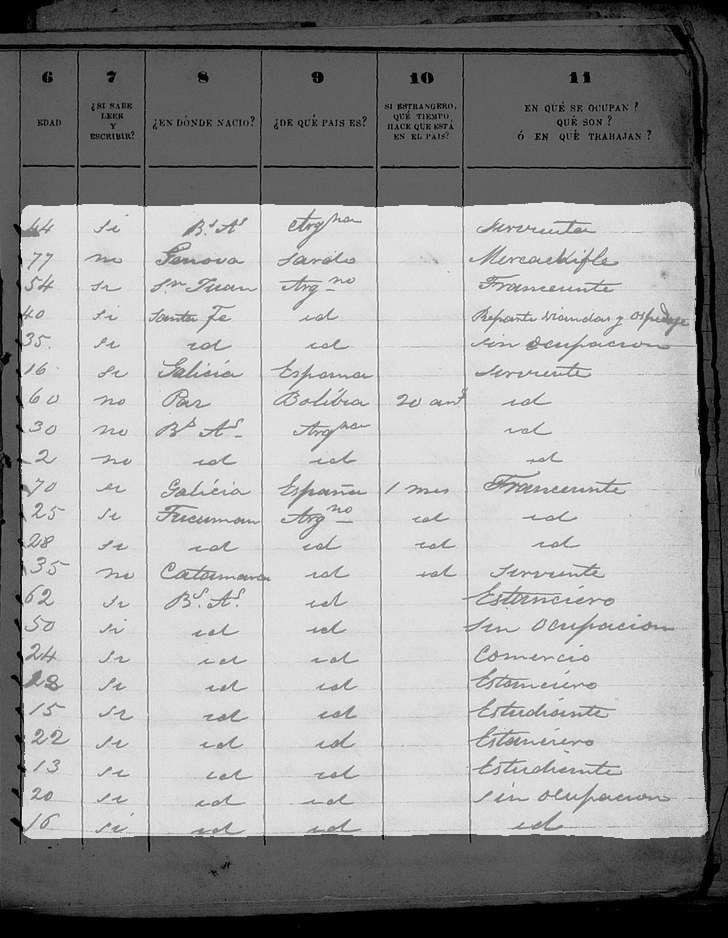 6 7 8 9 10 11
EDAD ¿SI SABE LEER Y ESCRIBIR? ¿EN DÓNDE NACIO? ¿DE QUÉ PAIS ES? SI ESTRANGERO, QUÉ TIEMPO HACE QUE ESTÁ EN EL PAIS? EN QUÉ SE OCUPAN? QUÉ SON? Ó EN QUÉ TRABAJAN?
44 si Bs As Argna sirvienta
77 no Genova Sardo Mercachifle
54 si Sn Juan Argno Franceunte
40 si Santa Fe id Reparte viandas y
35 si id id sin ocupacion
16 si Galicia Espama sirviente
60 no Paz Bolibia 20 ans id
30 no Bs As Argna id
2 no id id id
70 si Galicia España 1 mes Franceunte
25 si Tucuman Argno id id
28 si id id id id
35 no Catamarca id id sirviente
62 si Bs As id Estanciero
50 si id id sin ocupacion
24 si id id Comercio
28 si id id Estanciero
15 si id id Estudiante
22 si id id Estanciero
13 si id id Estudiante
20 si id id sin ocupacion
16 si id id id